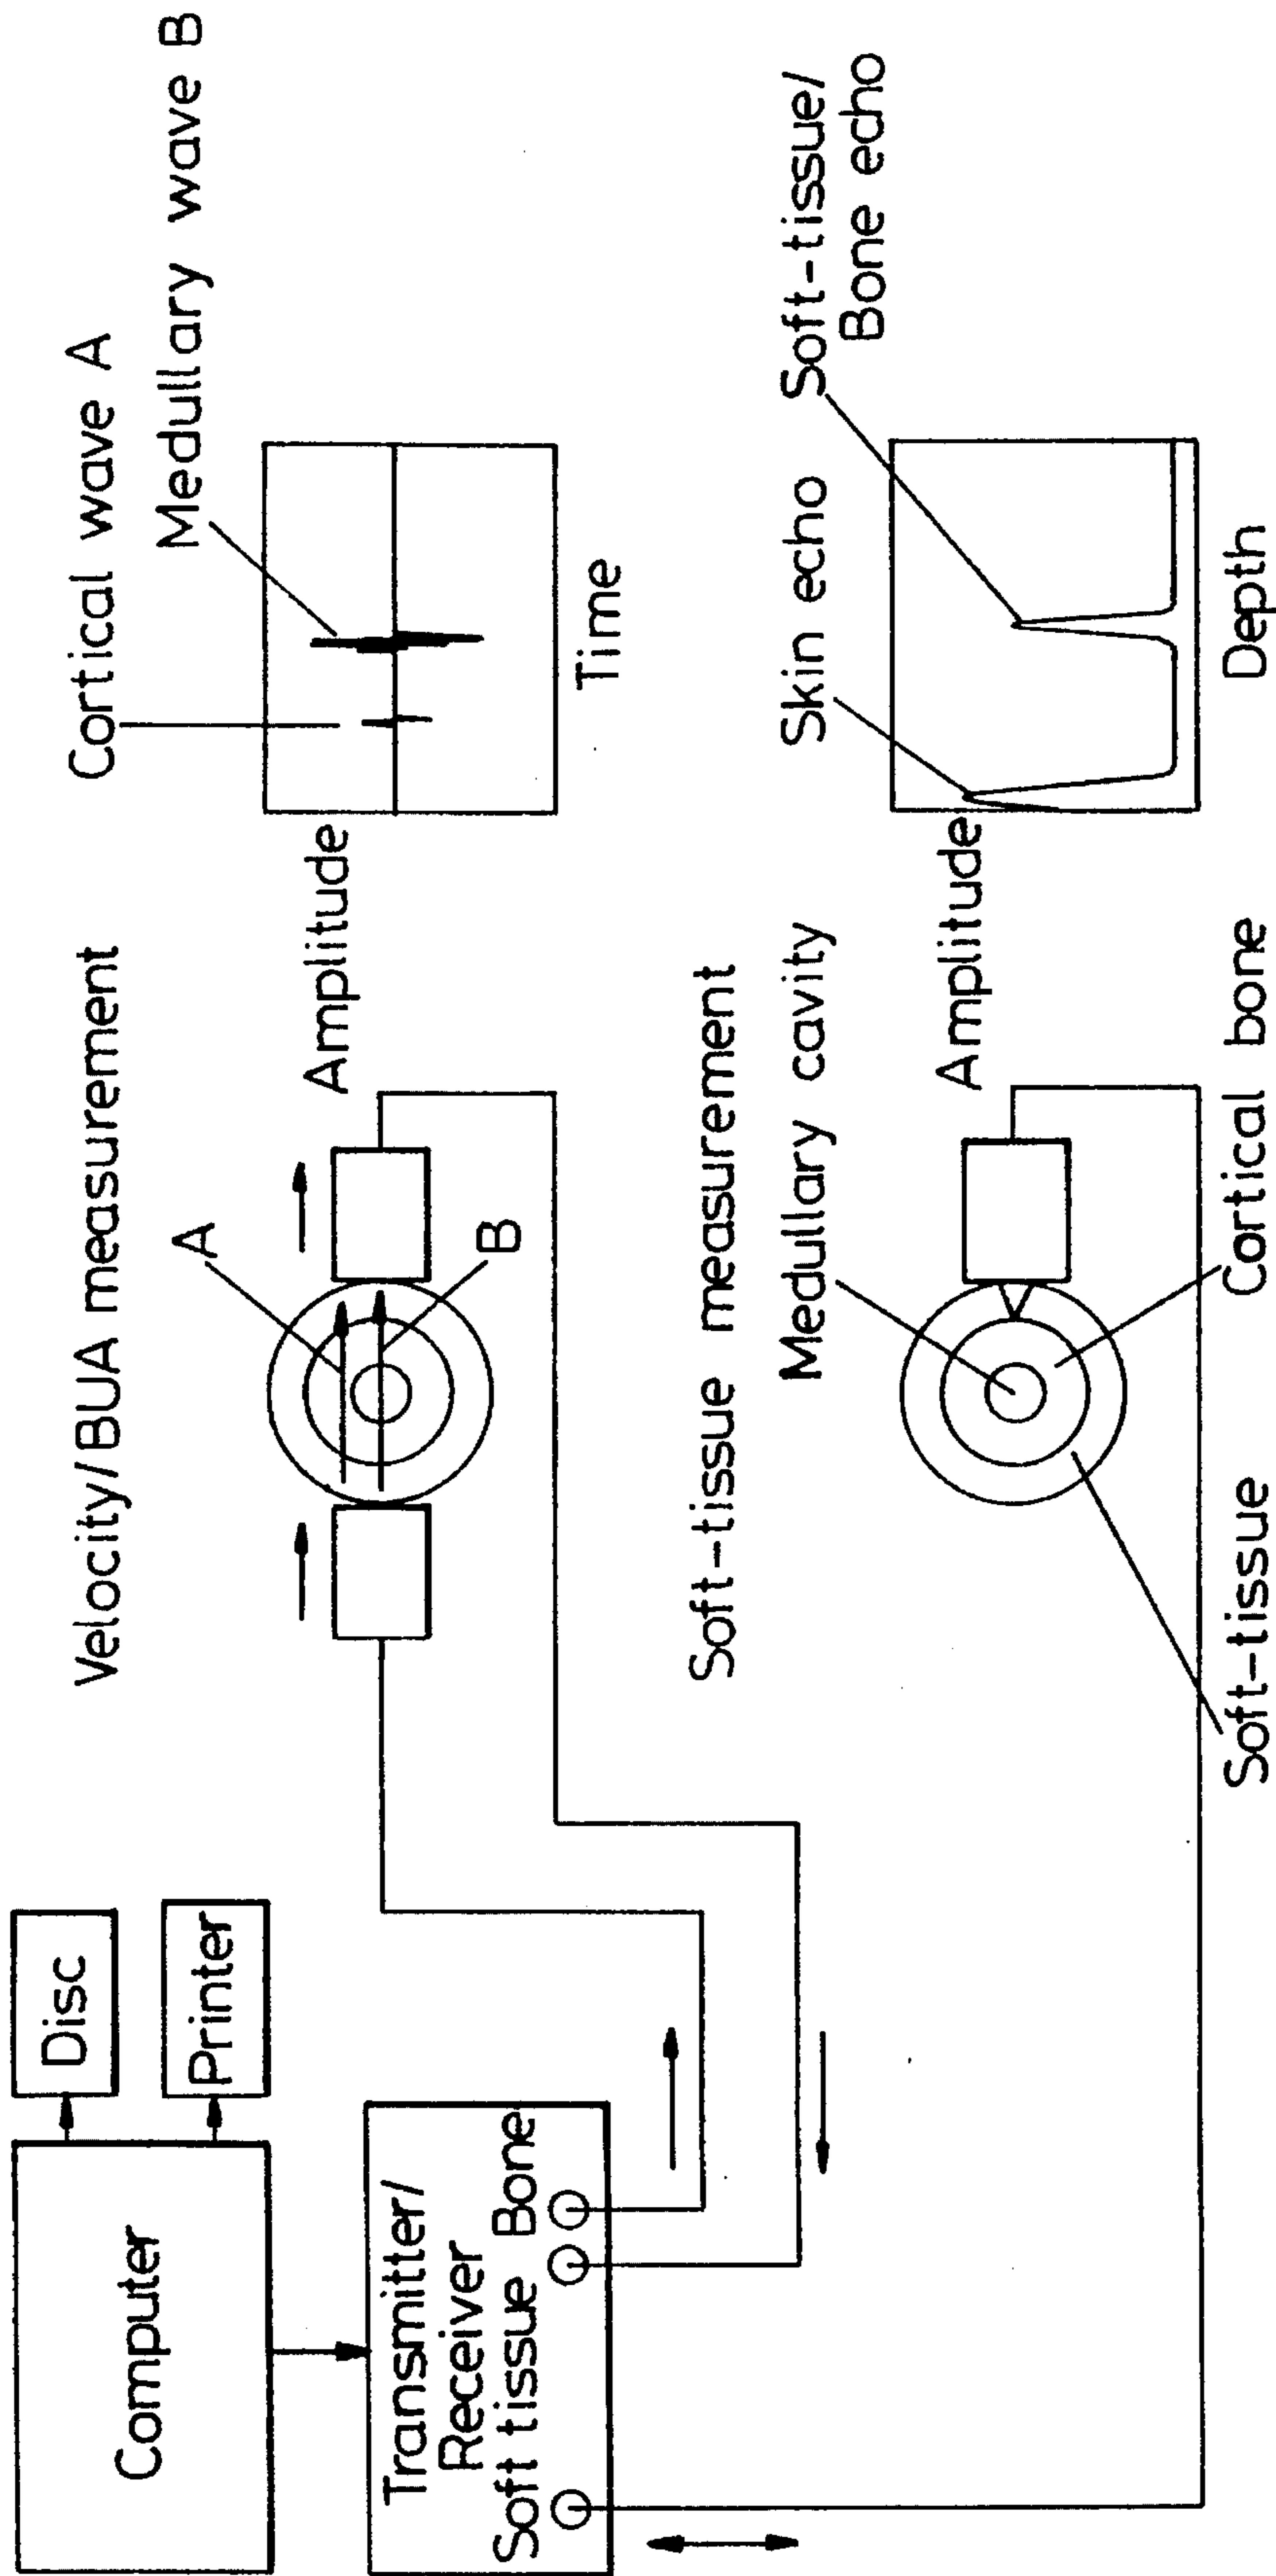 Computer
Disc
Printer
Transmitter/
Receiver
Soft tissue Bone
Velocity/BUA measurement
A
B
Amplitude
Cortical wave A
Medullary wave B
Time
Soft-tissue measurement
Medullary cavity
Soft-tissue
Cortical bone
Amplitude
Skin echo
Soft-tissue/
Bone echo
Depth